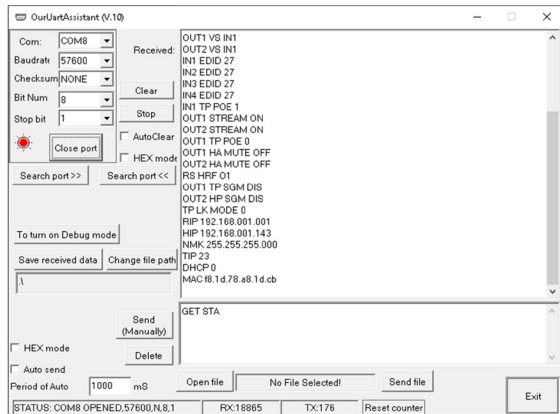 OurUartAssistant (V.10)
Com: COM8
Baudrate 57600
Checksum NONE
Bit Num 8
Stop bit 1
Close port
Received:
Clear
Stop
AutoClear
HEX mode
Search port >>
Search port <<
To turn on Debug mode
Save received data
Change file path
.\
OUT1 VS IN1
OUT2 VS IN1
IN1 EDID 27
IN2 EDID 27
IN3 EDID 27
IN4 EDID 27
IN1 TP POE 1
OUT1 STREAM ON
OUT2 STREAM ON
OUT1 TP POE 0
OUT1 HA MUTE OFF
OUT2 HA MUTE OFF
RS HRF O1
OUT1 TP SGM DIS
OUT2 HP SGM DIS
TP LK MODE 0
RIP 192.168.001.001
HIP 192.168.001.143
NMK 255.255.255.000
TIP 23
DHCP 0
MAC f8.1d.78.a8.1d.cb
GET STA
Send
(Manually)
HEX mode
Delete
Auto send
Period of Auto 1000 mS
Open file
No File Selected!
Send file
Exit
STATUS: COM8 OPENED,57600,N,8,1
RX:18865
TX:176
Reset counter